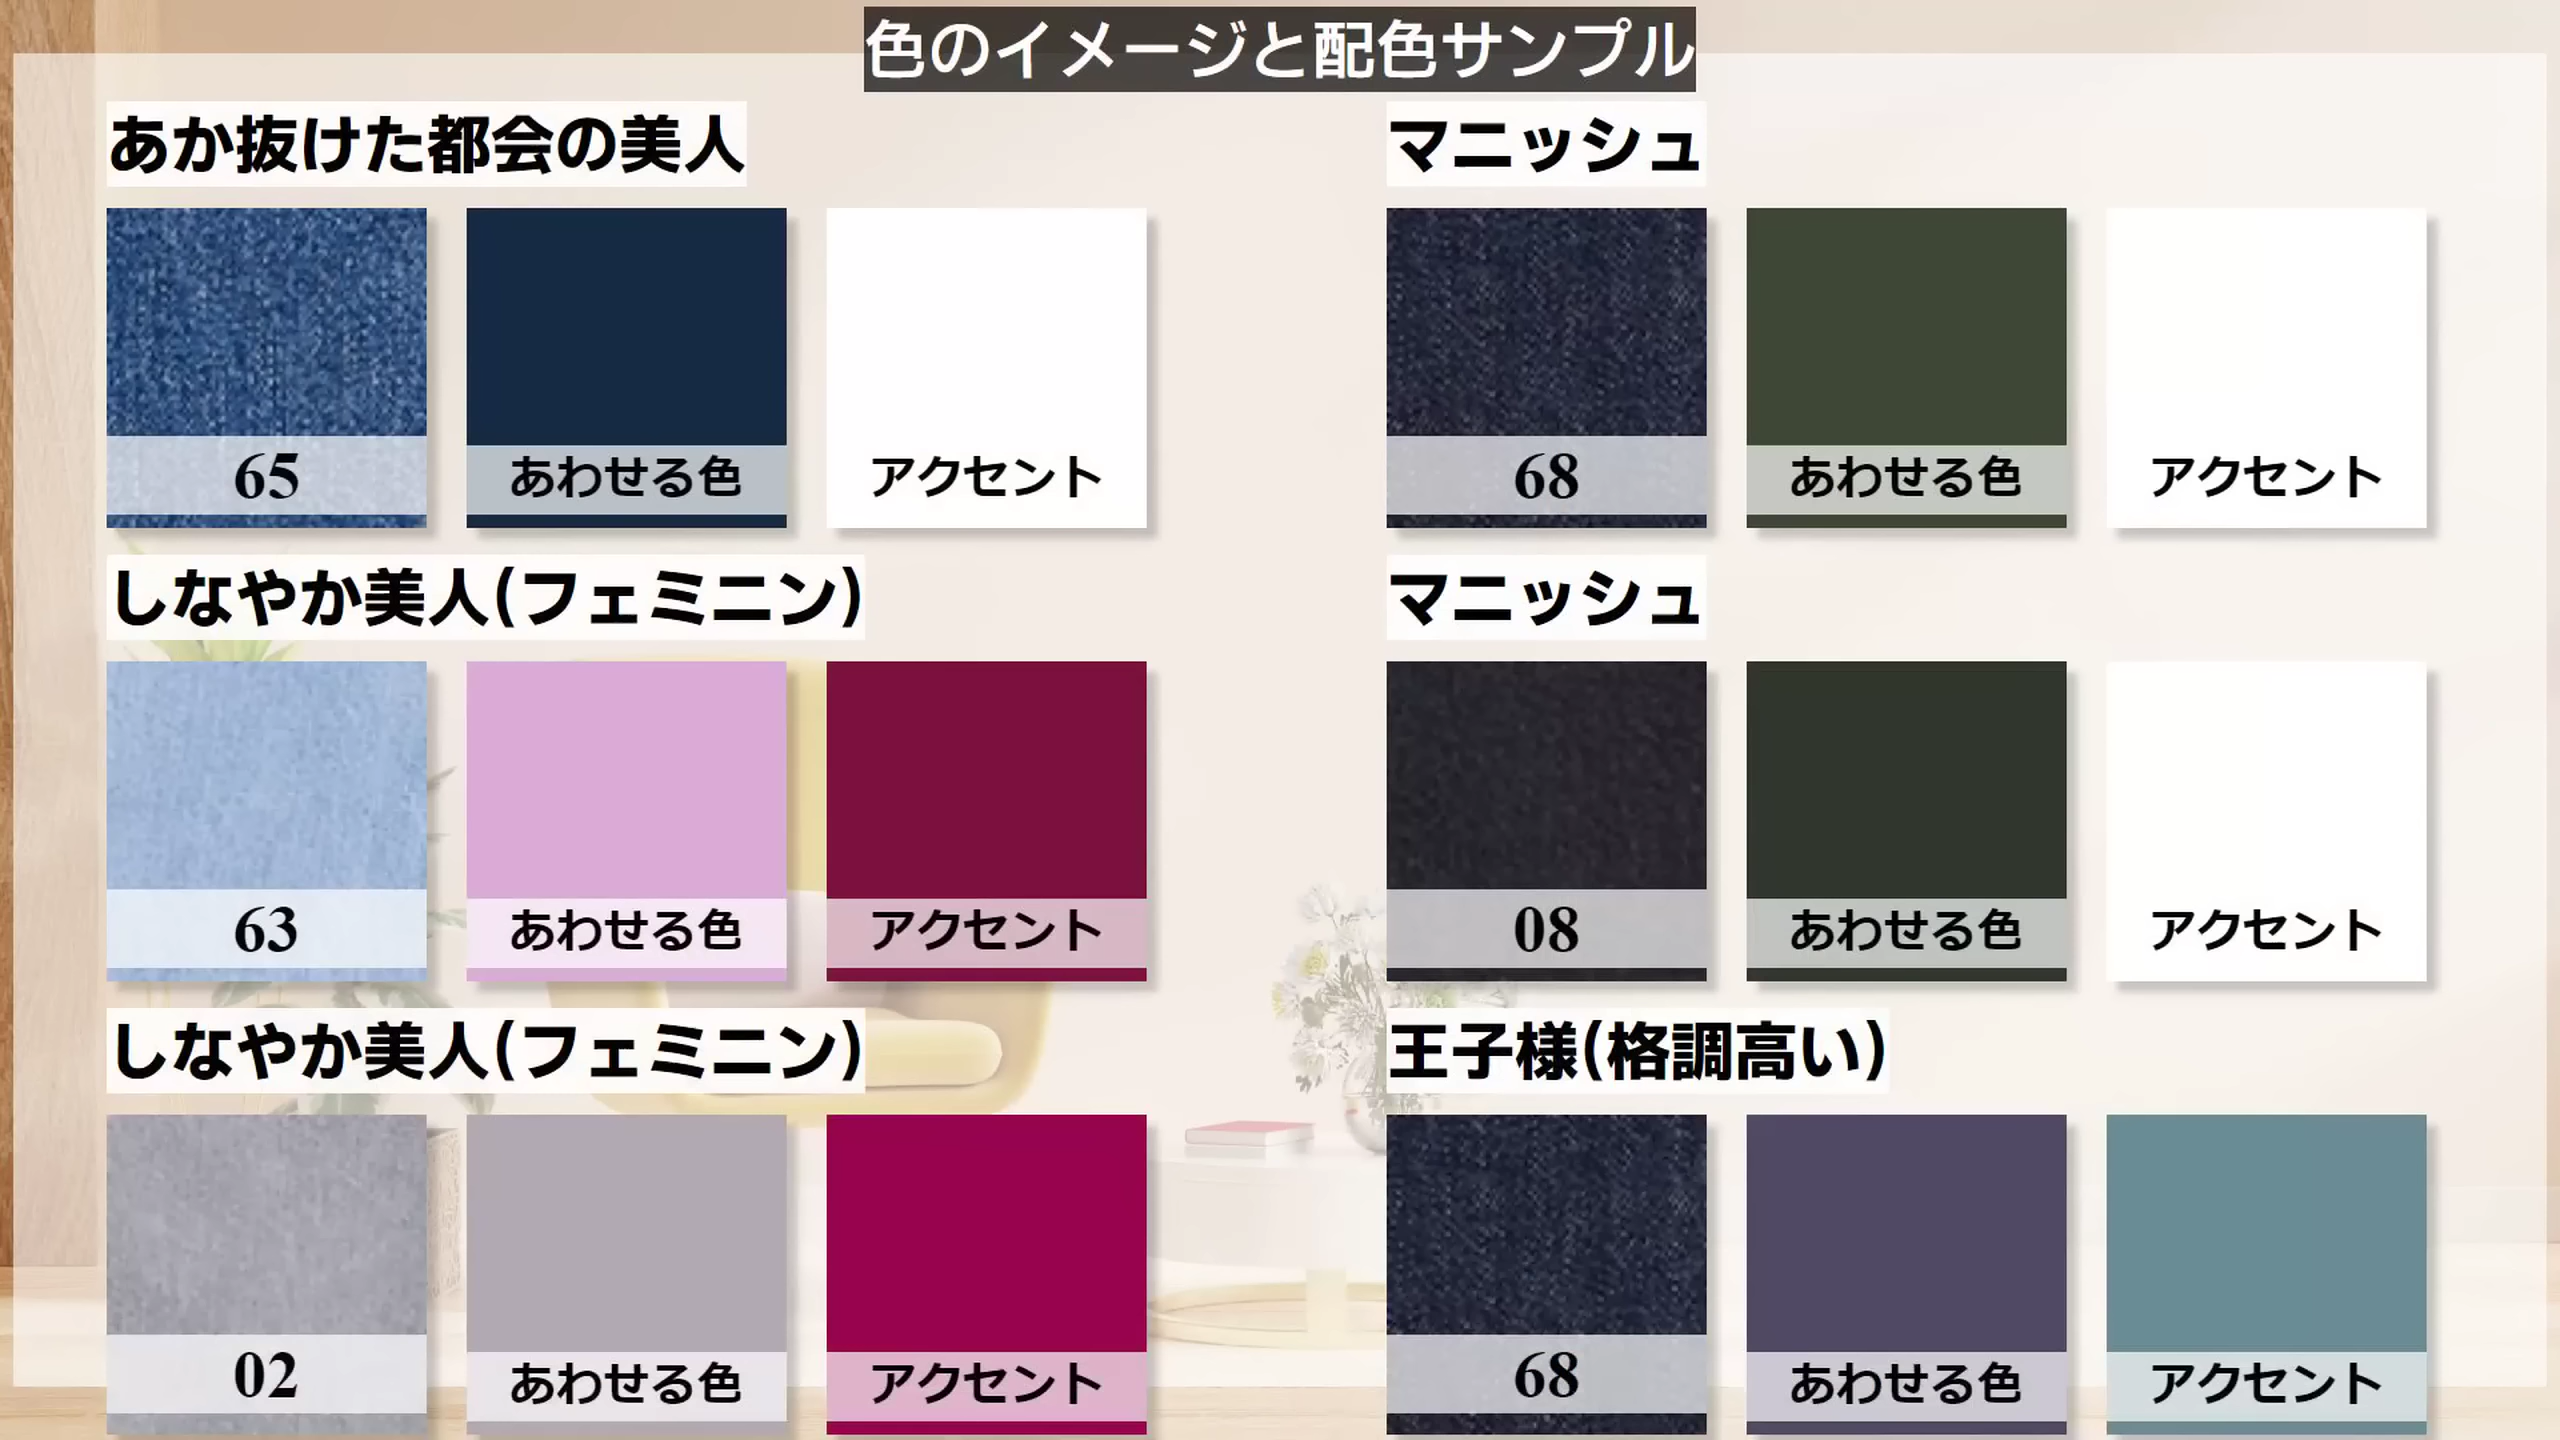 色のイメージと配色サンプル
あか抜けた都会の美人
65
あわせる色
アクセント
マニッシュ
68
あわせる色
アクセント
しなやか美人(フェミニン)
63
あわせる色
アクセント
マニッシュ
08
あわせる色
アクセント
しなやか美人(フェミニン)
02
あわせる色
アクセント
王子様(格調高い)
68
あわせる色
アクセント